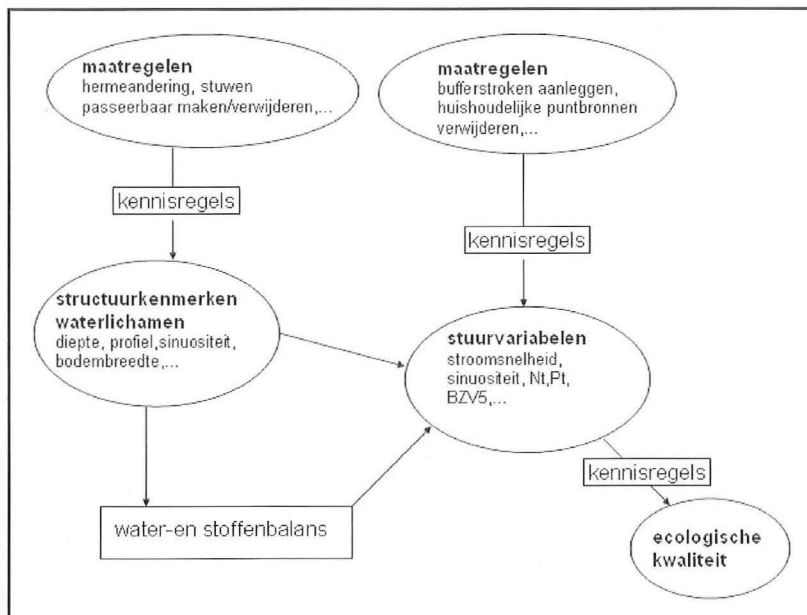 maatregelen
hermeandering, stuwen
passeerbaar maken/verwijderen,...
maatregelen
bufferstroken aanleggen,
huishoudelijke puntbronnen
verwijderen,...
kennisregels
kennisregels
structuurkenmerken
waterlichamen
diepte, profiel,sinuositeit,
bodembreedte,...
stuurvariabelen
stroomsnelheid,
sinuositeit, Nt,Pt,
BZV5,...
kennisregels
water-en stoffenbalans
ecologische
kwaliteit